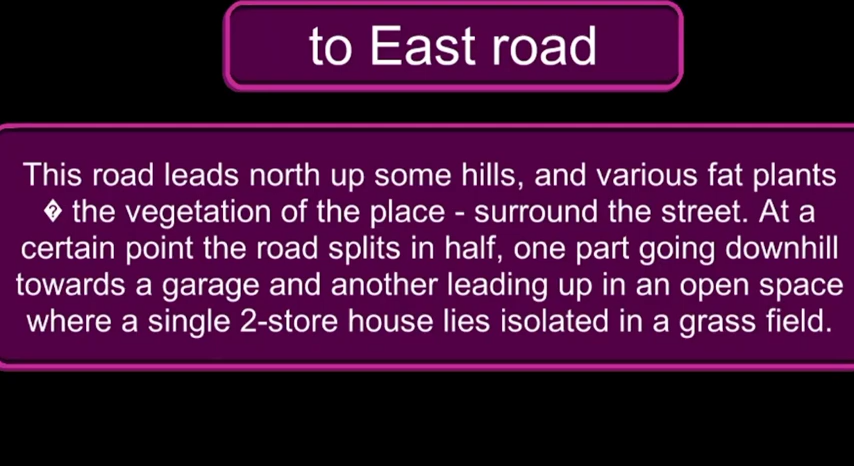 to East road
This road leads north up some hills, and various fat plants
� the vegetation of the place - surround the street. At a
certain point the road splits in half, one part going downhill
towards a garage and another leading up in an open space
where a single 2-store house lies isolated in a grass field.